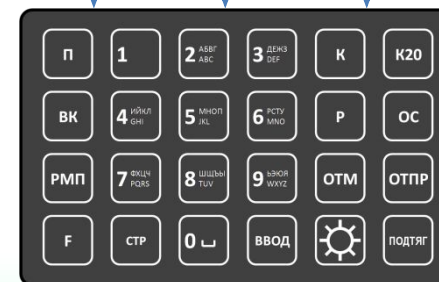 П 1 2 АБВГ ABC 3 ДЕЖЗ DEF К К20
ВК 4 ИЙКЛ GHI 5 МНОП JKL 6 РСТУ MNO Р ОС
РМП 7 ФХЦЧ PQRS 8 ШЩЪЫ TUV 9 ЬЭЮЯ WXYZ ОТМ ОТПР
F СТР 0 ВВОД ПОДТЯГ